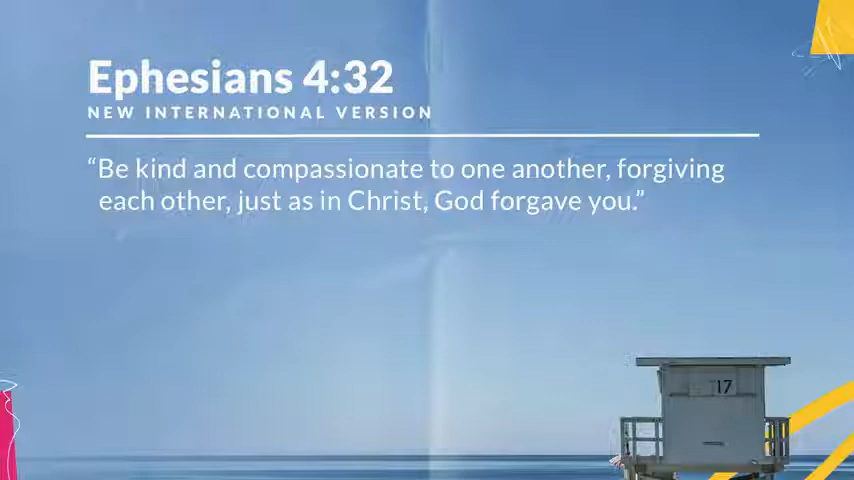 Ephesians 4:32
NEW INTERNATIONAL VERSION
“Be kind and compassionate to one another, forgiving
each other, just as in Christ, God forgave you.”
17